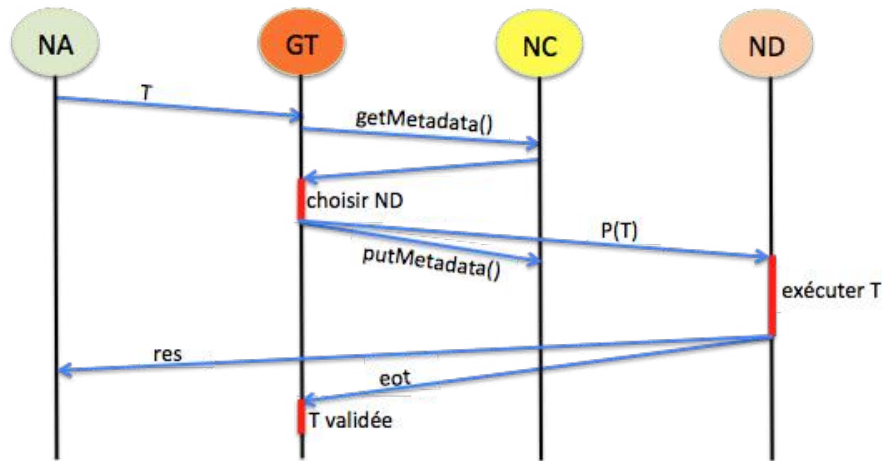 NA
GT
NC
ND
T
getMetadata()
choisir ND
P(T)
putMetadata()
exécuter T
res
eot
T validée